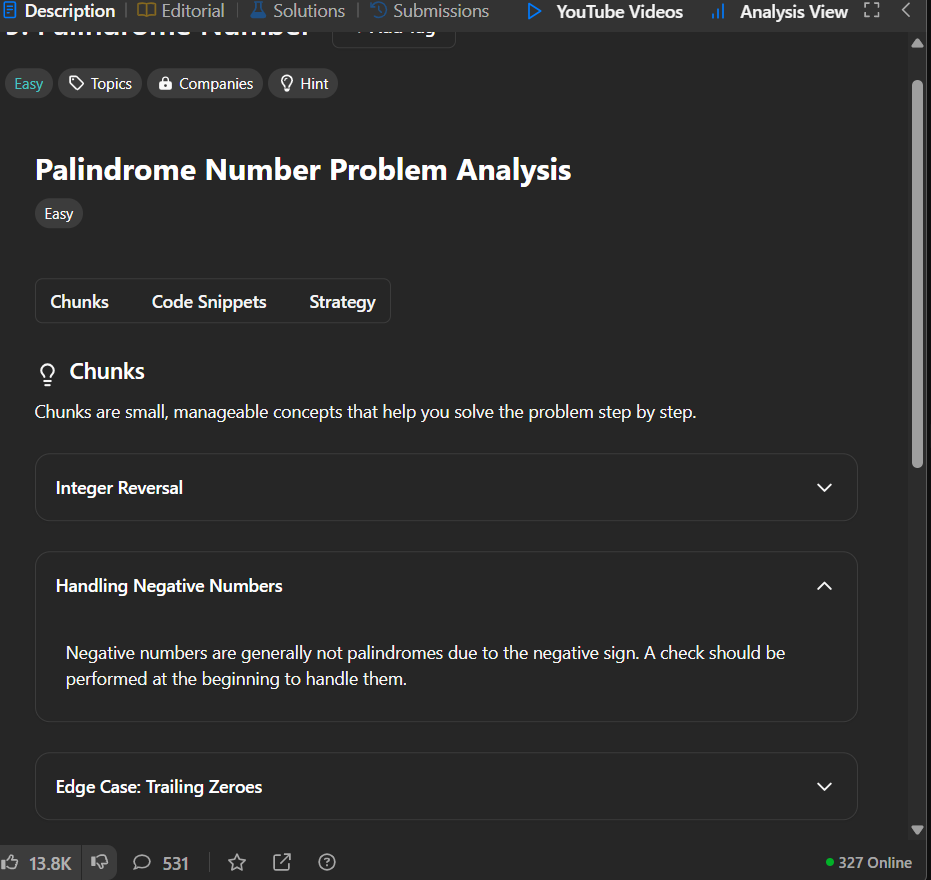 Description
Editorial
Solutions
Submissions
YouTube Videos
Analysis View
9. Palindrome Number
+ Add Tag
Easy
Topics
Companies
Hint
Palindrome Number Problem Analysis
Easy
Chunks
Code Snippets
Strategy
Chunks
Chunks are small, manageable concepts that help you solve the problem step by step.
Integer Reversal
Handling Negative Numbers
Negative numbers are generally not palindromes due to the negative sign. A check should be
performed at the beginning to handle them.
Edge Case: Trailing Zeroes
13.8K
531
327 Online